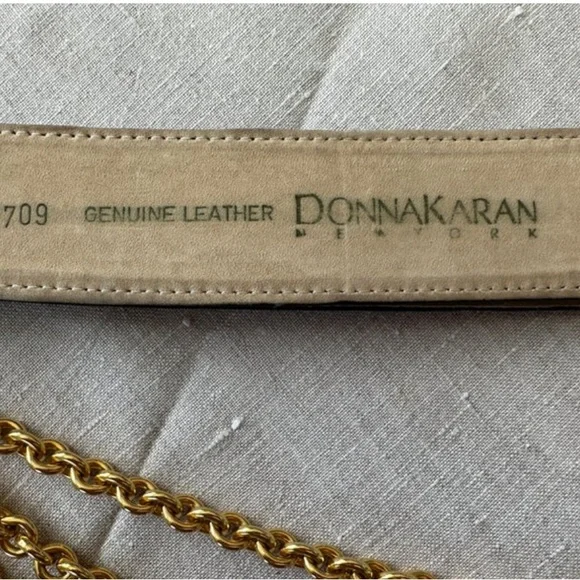 709 GENUINE LEATHER DONNAKARAN
NEW YORK